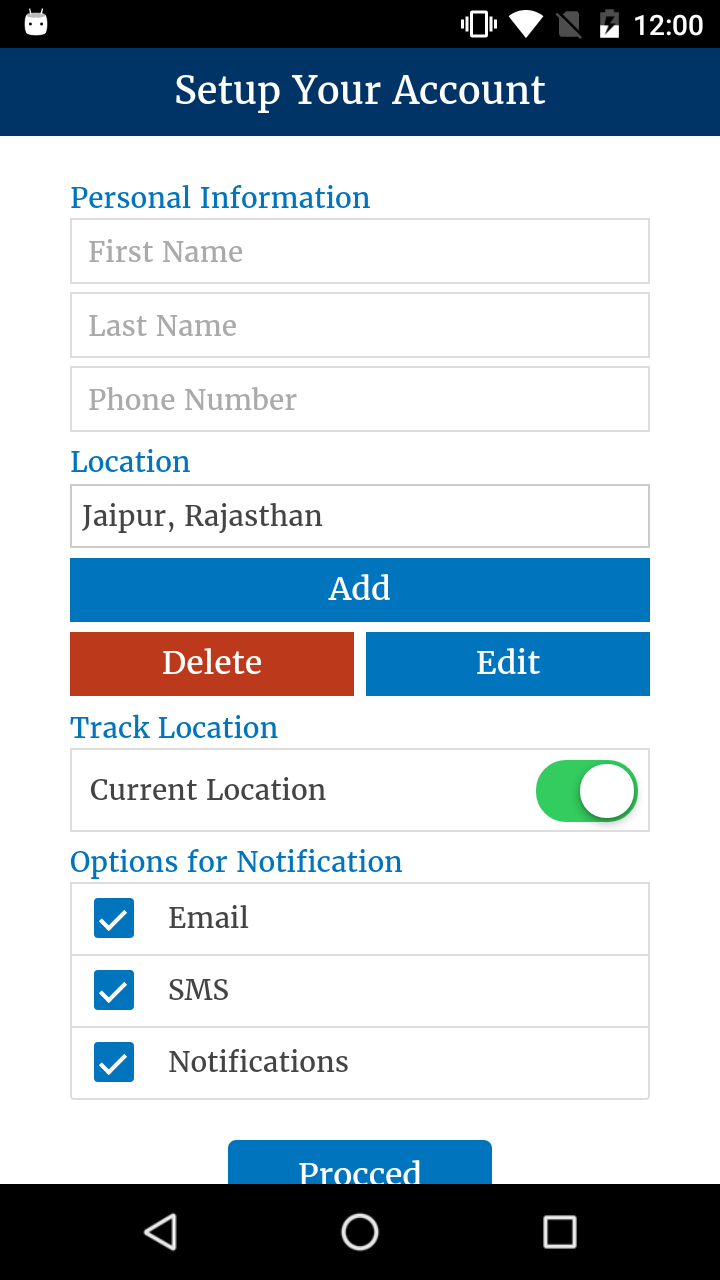 12:00
Setup Your Account
Personal Information
First Name
Last Name
Phone Number
Location
Jaipur, Rajasthan
Add
Delete Edit
Track Location
Current Location
Options for Notification
Email
SMS
Notifications
Procced